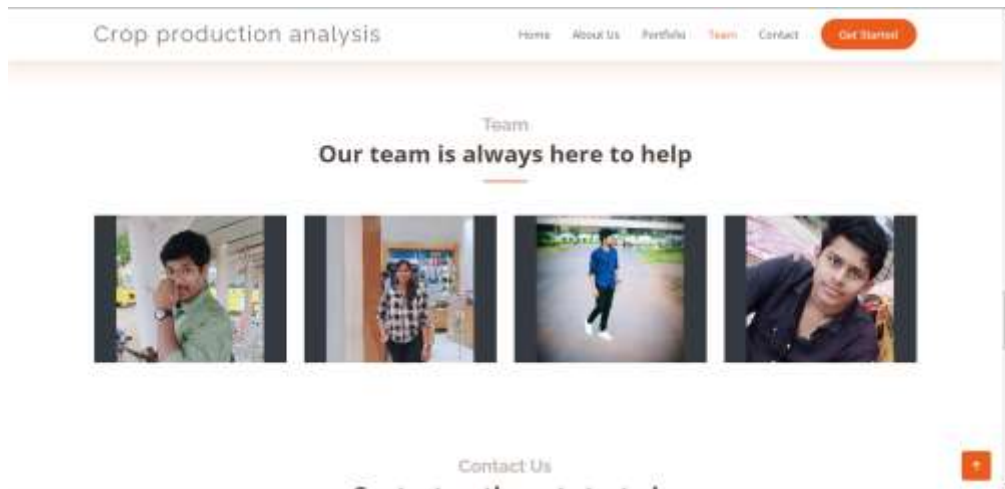 Crop production analysis
Home About Us Portfolio Team Contact Get Started
Team
Our team is always here to help
Contact Us